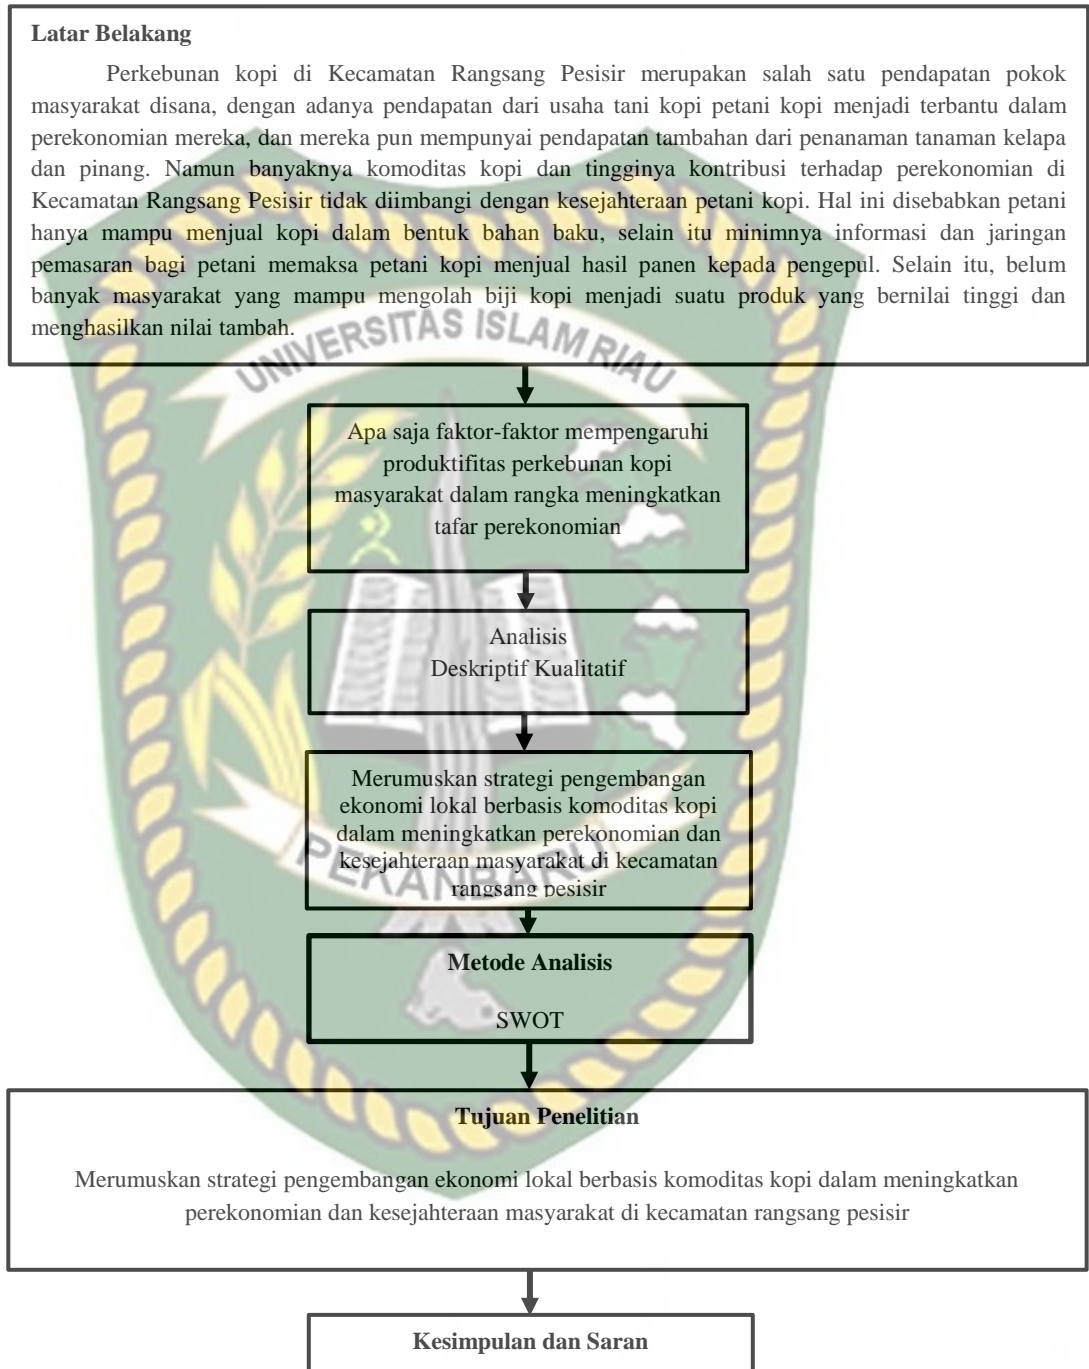 Latar Belakang
Perkebunan kopi di Kecamatan Rangsang Pesisir merupakan salah satu pendapatan pokok
masyarakat disana, dengan adanya pendapatan dari usaha tani kopi petani kopi menjadi terbantu dalam
perekonomian mereka, dan mereka pun mempunyai pendapatan tambahan dari penanaman tanaman kelapa
dan pinang. Namun banyaknya komoditas kopi dan tingginya kontribusi terhadap perekonomian di
Kecamatan Rangsang Pesisir tidak diimbangi dengan kesejahteraan petani kopi. Hal ini disebabkan petani
hanya mampu menjual kopi dalam bentuk bahan baku, selain itu minimnya informasi dan jaringan
pemasaran bagi petani memaksa petani kopi menjual hasil panen kepada pengepul. Selain itu, belum
banyak masyarakat yang mampu mengolah biji kopi menjadi suatu produk yang bernilai tinggi dan
menghasilkan nilai tambah.
UNIVERSITAS ISLAM RIAU
Apa saja faktor-faktor mempengaruhi
produktifitas perkebunan kopi
masyarakat dalam rangka meningkatkan
tafar perekonomian
Analisis
Deskriptif Kualitatif
Merumuskan strategi pengembangan
ekonomi lokal berbasis komoditas kopi
dalam meningkatkan perekonomian dan
kesejahteraan masyarakat di kecamatan
rangsang pesisir
PEKANBARU
Metode Analisis
SWOT
Tujuan Penelitian
Merumuskan strategi pengembangan ekonomi lokal berbasis komoditas kopi dalam meningkatkan
perekonomian dan kesejahteraan masyarakat di kecamatan rangsang pesisir
Kesimpulan dan Saran